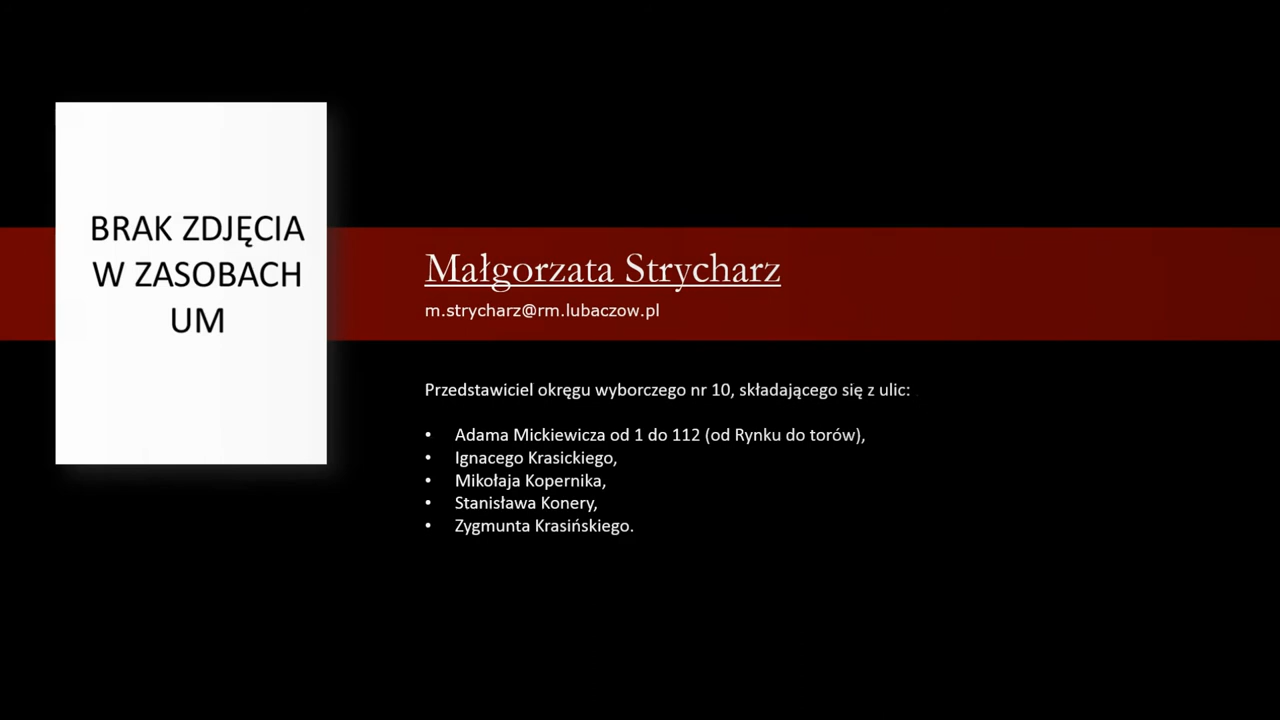 BRAK ZDJĘCIA
W ZASOBACH
UM
Małgorzata Strycharz
m.strycharz@rm.lubaczow.pl
Przedstawiciel okręgu wyborczego nr 10, składającego się z ulic:
• Adama Mickiewicza od 1 do 112 (od Rynku do torów),
• Ignacego Krasickiego,
• Mikołaja Kopernika,
• Stanisława Konery,
• Zygmunta Krasińskiego.